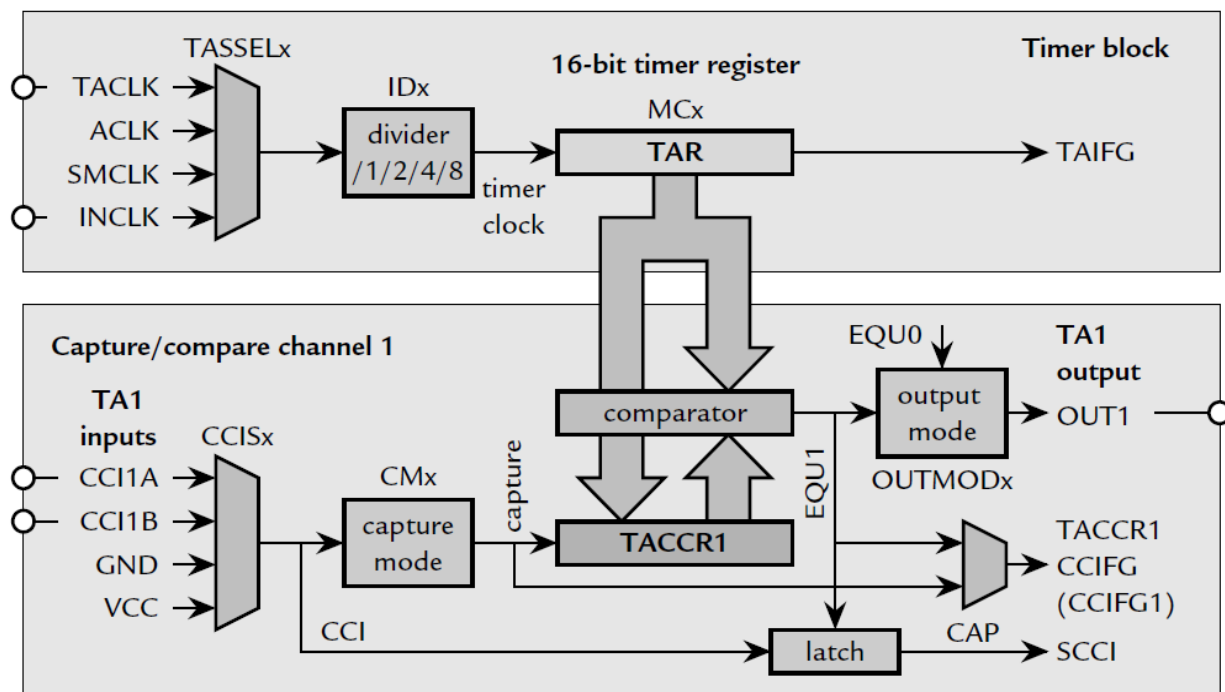 TASSELx
16-bit timer register
Timer block
TACLK
ACLK
SMCLK
INCLK
IDx
divider
/1/2/4/8
timer
clock
MCx
TAR
TAIFG
Capture/compare channel 1
TA1
inputs
CCISx
CCI1A
CCI1B
GND
VCC
CMx
capture
mode
capture
comparator
TACCR1
EQU0
EQU1
output
mode
OUTMODx
TA1
output
OUT1
TACCR1
CCIFG
(CCIFG1)
CCI
latch
CAP
SCCI